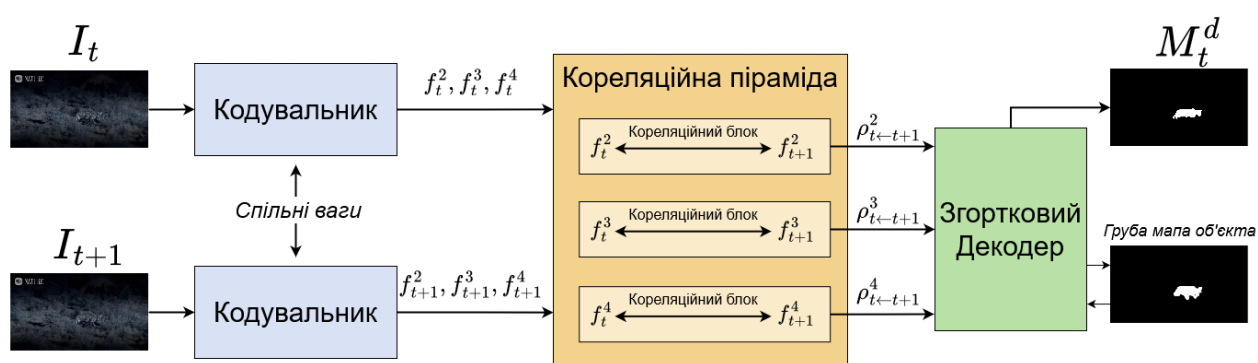 I_t
f_t^2, f_t^3, f_t^4
Кодувальник
Спільні ваги
I_{t+1}
f_{t+1}^2, f_{t+1}^3, f_{t+1}^4
Кодувальник
Кореляційна піраміда
Кореляційний блок
f_t^2 f_{t+1}^2
Кореляційний блок
f_t^3 f_{t+1}^3
Кореляційний блок
f_t^4 f_{t+1}^4
ρ_{t←t+1}^2
ρ_{t←t+1}^3
ρ_{t←t+1}^4
Згортковий
Декодер
M_t^d
Груба мапа об'єкта